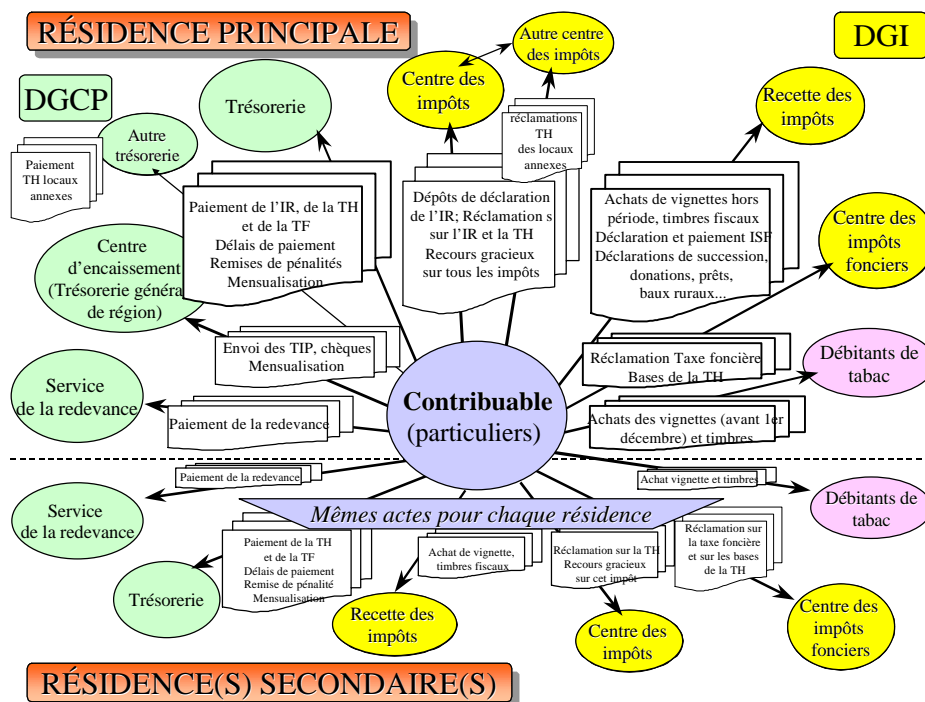 RÉSIDENCE PRINCIPALE
DGI
DGCP
Trésorerie
Centre des
impôts
Autre centre
des impôts
Recette des
impôts
Autre
trésorerie
Paiement
TH locaux
annexes
réclamations
TH
des locaux
annexes
Paiement de l'IR, de la TH
et de la TF
Délais de paiement
Remises de pénalités
Mensualisation
Dépôts de déclaration
de l'IR; Réclamation s
sur l'IR et la TH
Recours gracieux
sur tous les impôts
Achats de vignettes hors
période, timbres fiscaux
Déclaration et paiement ISF
Déclarations de succession,
donations, prêts,
baux ruraux...
Centre des
impôts
fonciers
Centre
d'encaissement
(Trésorerie généra
de région)
Envoi des TIP, chèques
Mensualisation
Réclamation Taxe foncière
Bases de la TH
Débitants de
tabac
Service
de la redevance
Paiement de la redevance
Contribuable
(particuliers)
Achats des vignettes (avant 1er
décembre) et timbres
Paiement de la redevance
Achat vignette et timbres
Service
de la redevance
Mêmes actes pour chaque résidence
Débitants de
tabac
Paiement de la TH
et de la TF
Délais de paiement
Remise de pénalité
Mensualisation
Achat de vignette,
timbres fiscaux
Réclamation sur la TH
Recours gracieux
sur cet impôt
Réclamation sur
la taxe foncière
et sur les bases
de la TH
Trésorerie
Recette des
impôts
Centre des
impôts
Centre des
impôts
fonciers
RÉSIDENCE(S) SECONDAIRE(S)